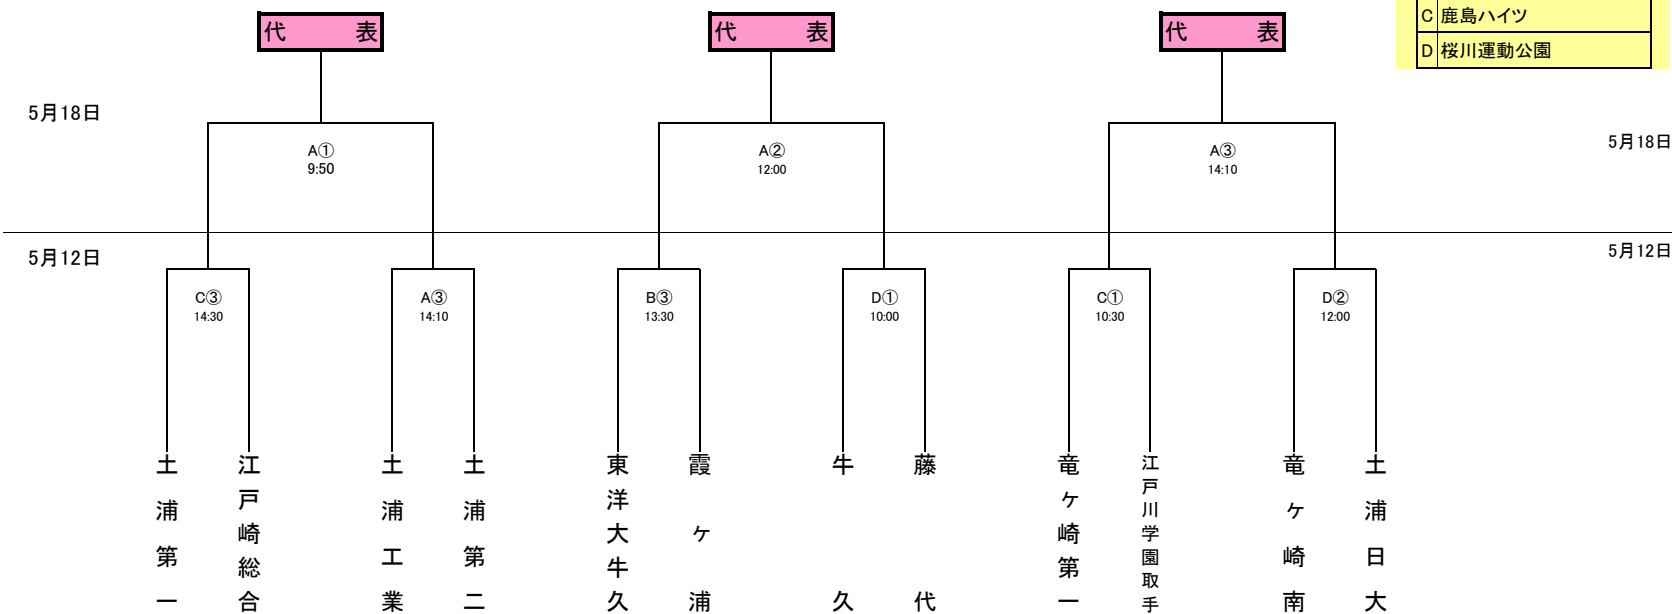 C 鹿島ハイツ
D 桜川運動公園
代 表
代 表
代 表
5月18日
5月18日
A①
9:50
A②
12:00
A③
14:10
5月12日
5月12日
C③
14:30
A③
14:10
B③
13:30
D①
10:00
C①
10:30
D②
12:00
土浦第一
江戸崎総合
土浦工業
土浦第二
東洋大牛久
霞ヶ浦
牛久
藤代
竜ヶ崎第一
江戸川学園取手
竜ヶ崎南
土浦日大